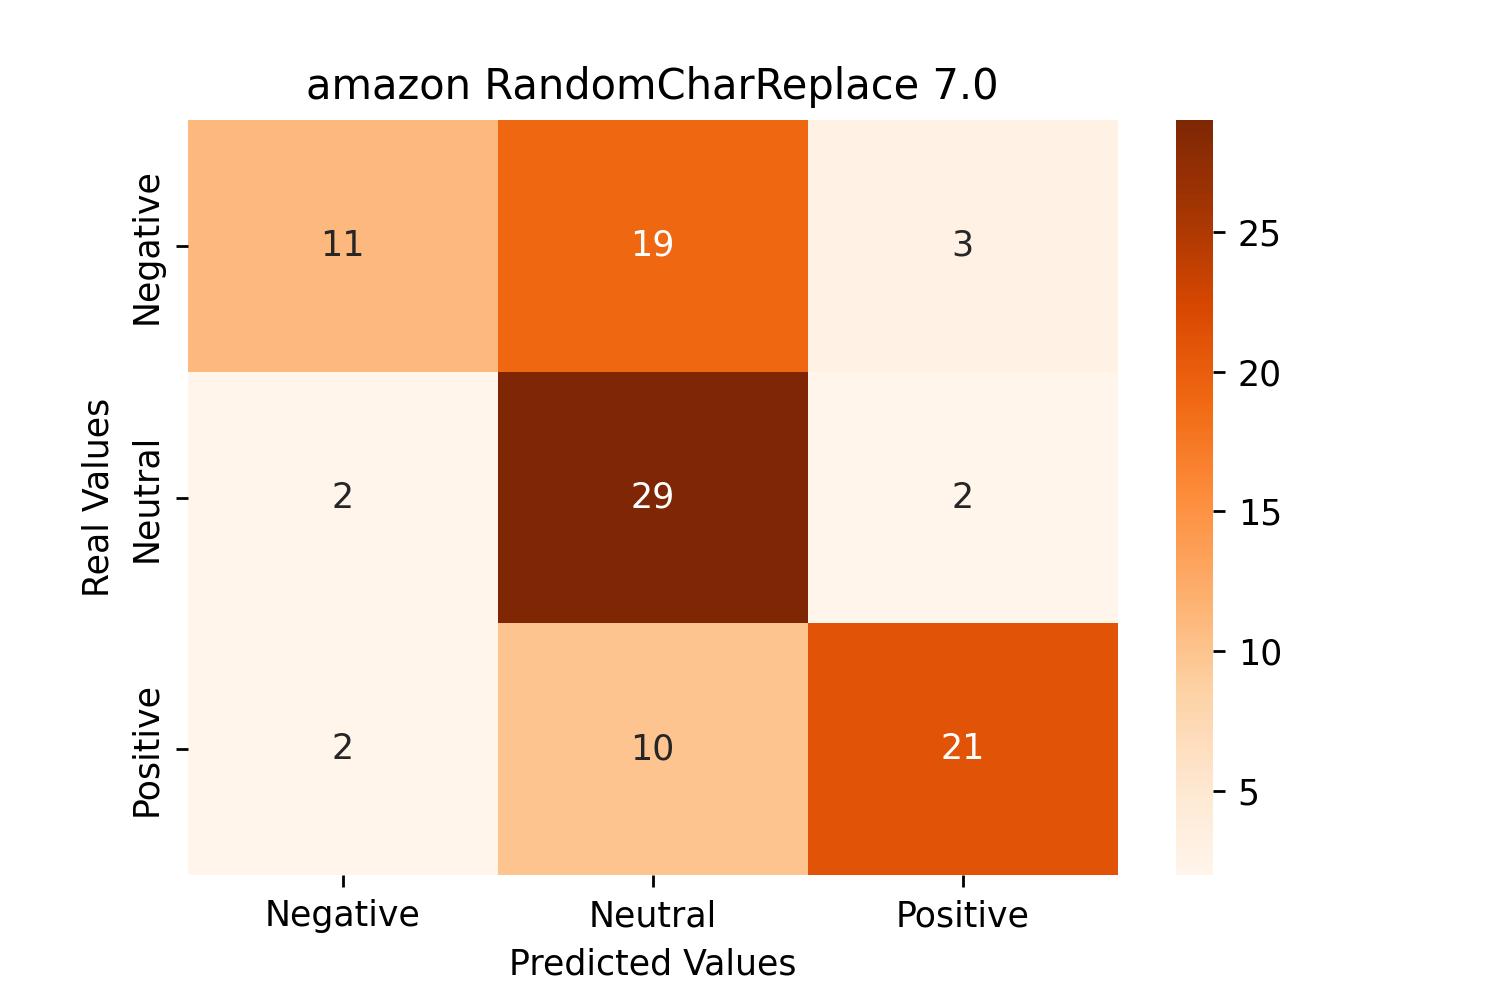 amazon RandomCharReplace 7.0
Real Values
Negative
11 19 3
Neutral
2 29 2
Positive
2 10 21
Negative Neutral Positive
Predicted Values
25
20
15
10
5